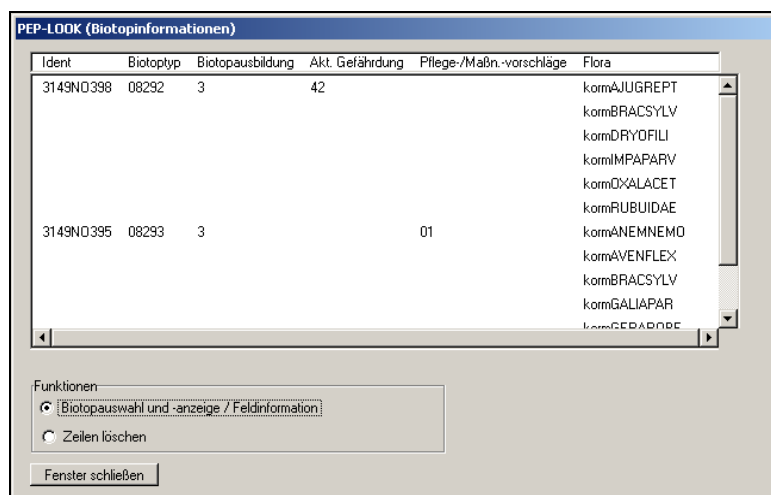 PEP-LOOK (Biotopinformationen)
Ident Biotoptyp Biotopausbildung Akt. Gefährdung Pflege-/Maßn.-vorschläge Flora
3149NO398 08292 3 42 kormAJUGREPT
kormBRACSYLV
kormDRYOFILI
kormIMPAPARV
kormOXALACET
kormRUBUIDAE
3149NO395 08293 3 01 kormANEMNEMO
kormAVENFLEX
kormBRACSYLV
kormGALIAPAR
Funktionen
Biotopauswahl und -anzeige / Feldinformation
Zeilen löschen
Fenster schließen